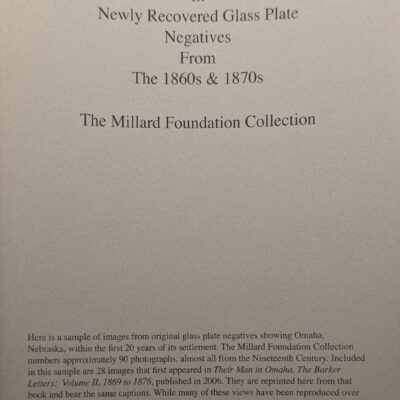 In
Newly Recovered Glass Plate
Negatives
From
The 1860s & 1870s
The Millard Foundation Collection
Here is a sample of images from original glass plate negatives showing Omaha,
Nebraska, within the first 20 years of its settlement. The Millard Foundation Collection
numbers approximately 90 photographs, almost all from the Nineteenth Century. Included
in this sample are 28 images that first appeared in Their Man in Omaha, The Barker
Letters: Volume II, 1869 to 1876, published in 2006. They are reprinted here from that
book and bear the same captions. While many of these views have been reproduced over